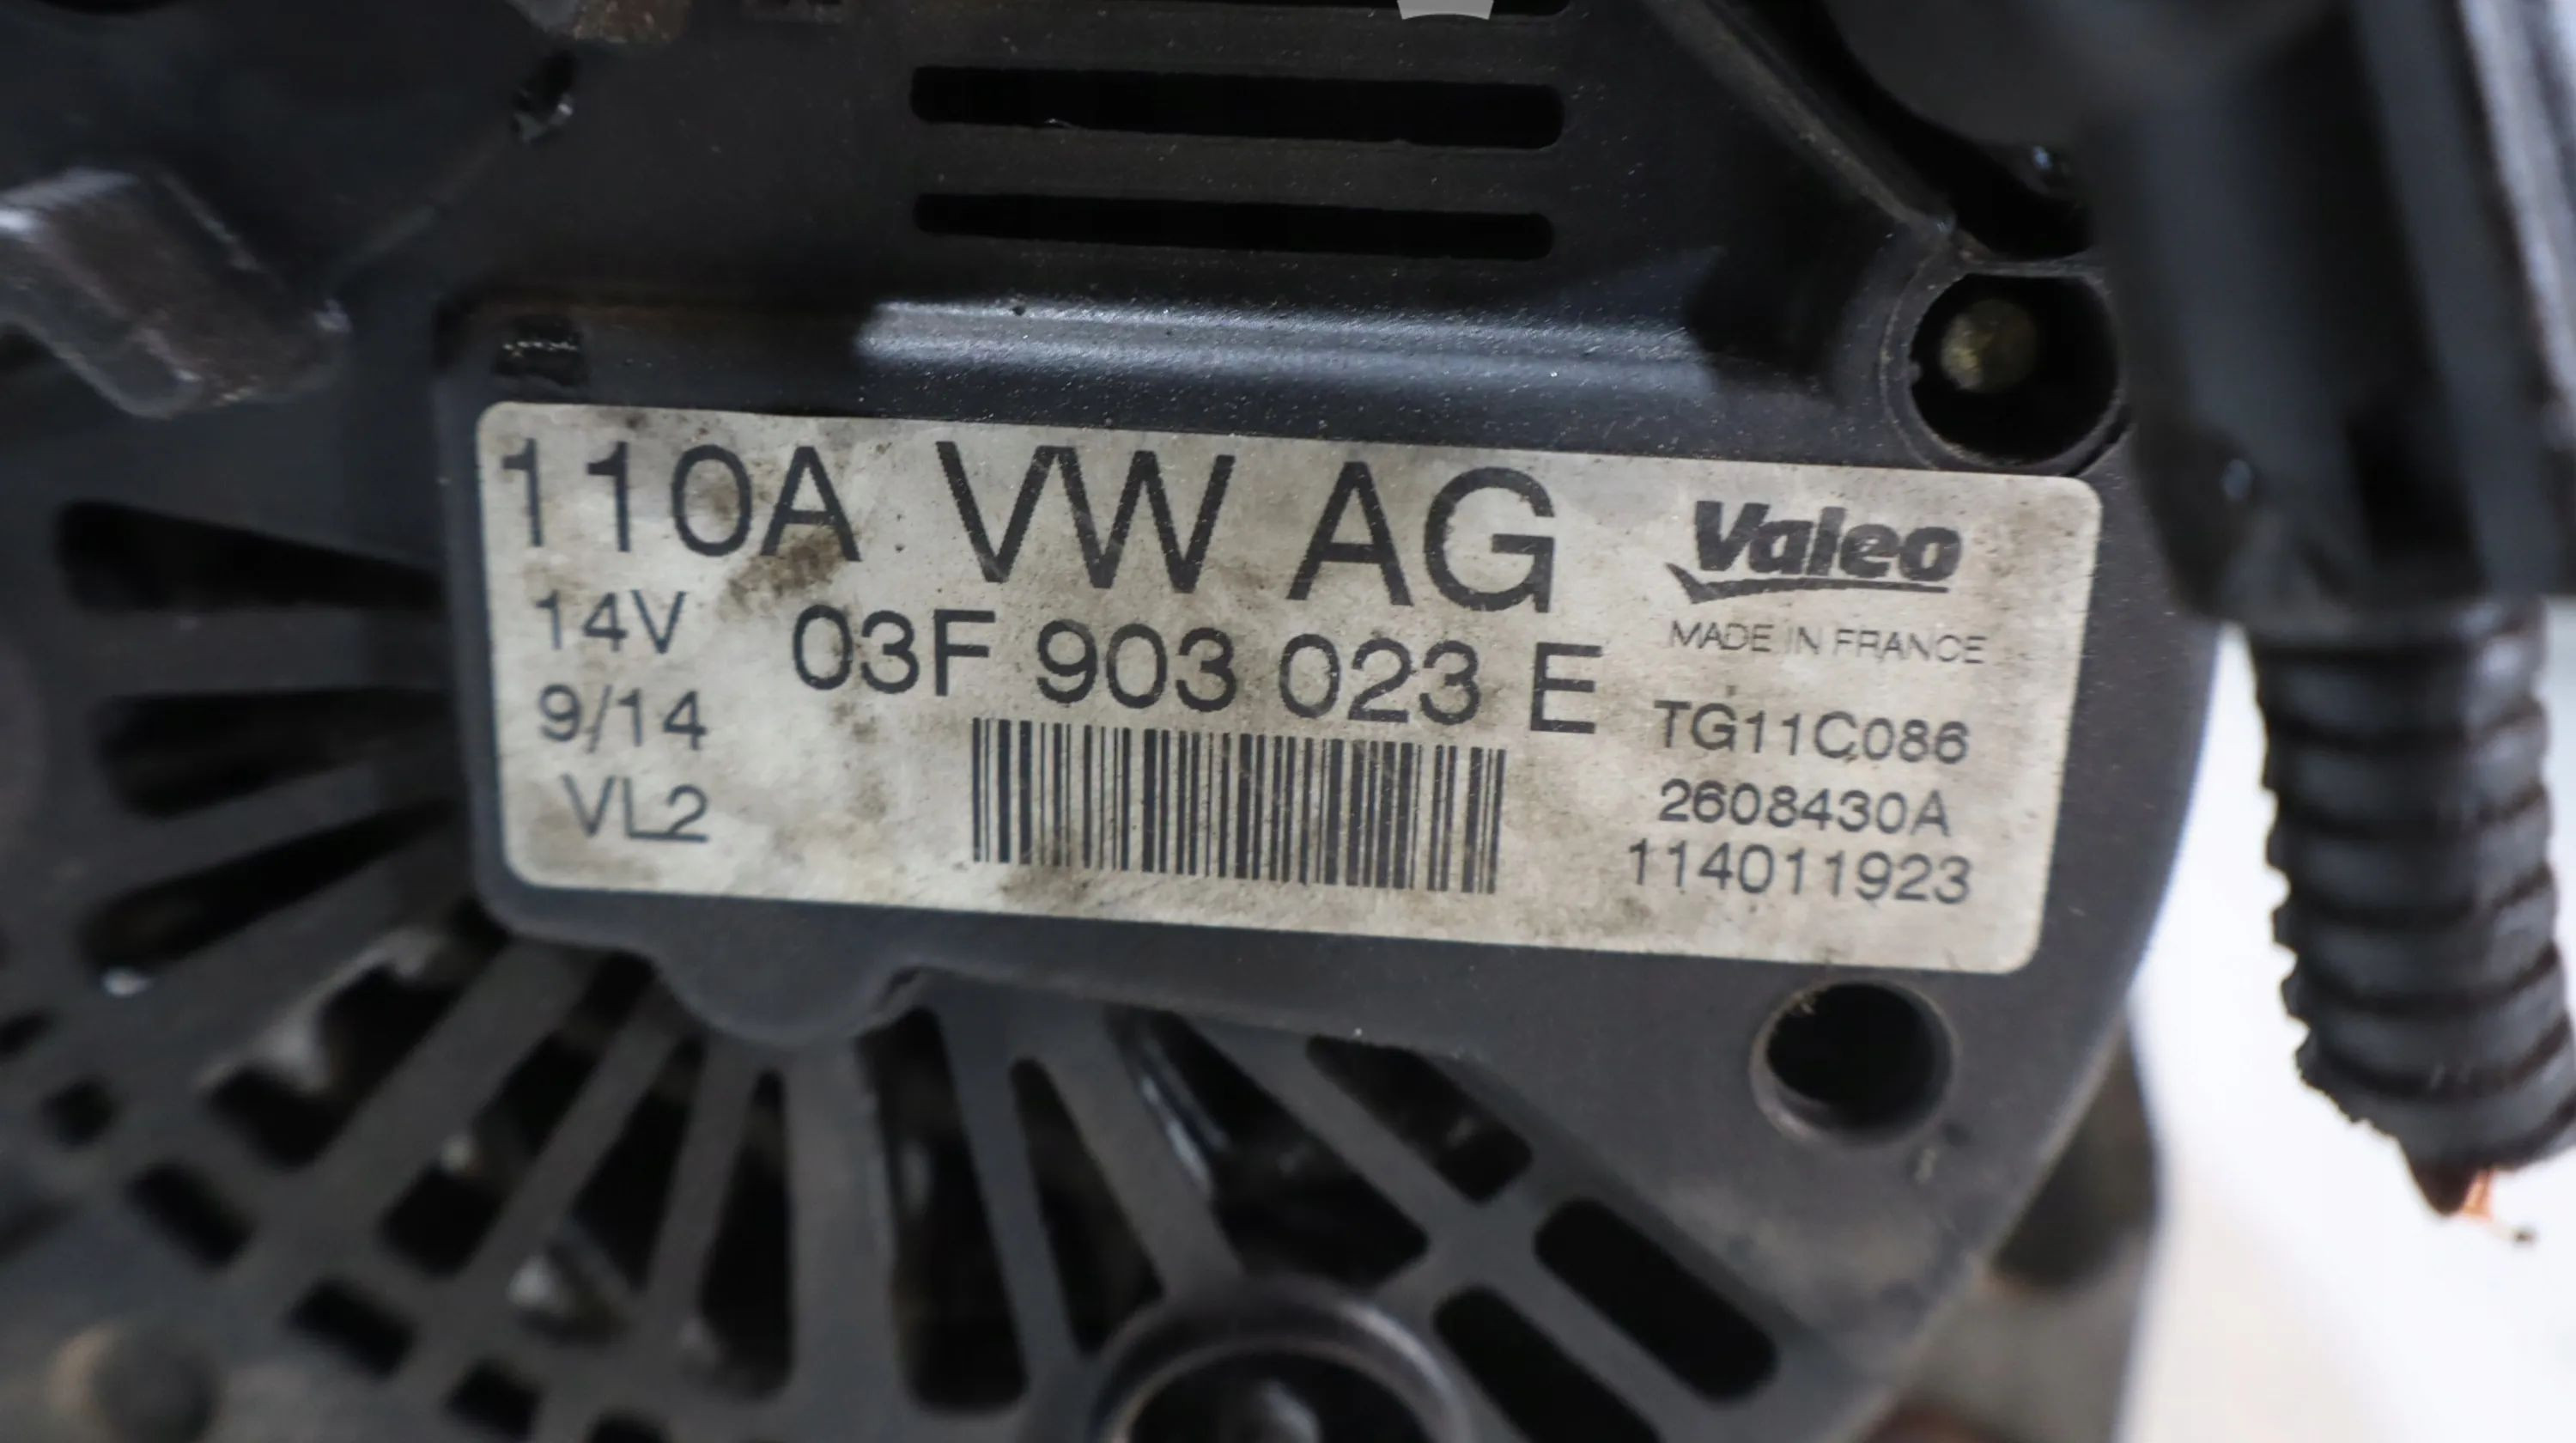 110A VW AG
Valeo
MADE IN FRANCE
14V
03F 903 023 E
9/14
TG11C086
VL2
2608430A
114011923